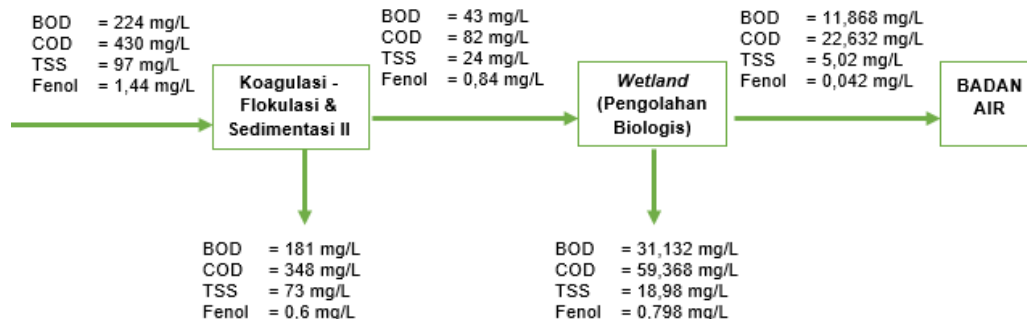 BOD = 224 mg/L
COD = 430 mg/L
TSS = 97 mg/L
Fenol = 1,44 mg/L
Koagulasi -
Flokulasi &
Sedimentasi II
BOD = 181 mg/L
COD = 348 mg/L
TSS = 73 mg/L
Fenol = 0,6 mg/L
BOD = 43 mg/L
COD = 82 mg/L
TSS = 24 mg/L
Fenol = 0,84 mg/L
Wetland
(Pengolahan
Biologis)
BOD = 31,132 mg/L
COD = 59,368 mg/L
TSS = 18,98 mg/L
Fenol = 0,798 mg/L
BOD = 11,868 mg/L
COD = 22,632 mg/L
TSS = 5,02 mg/L
Fenol = 0,042 mg/L
BADAN
AIR